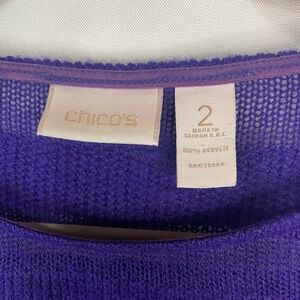 chico's
2
MADE IN
TAIWAN R.O.C.
100% ACRYLIC